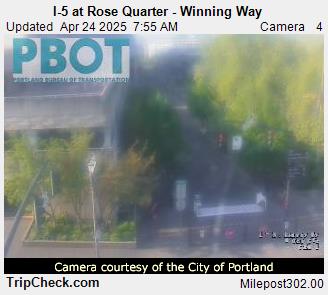 I-5 at Rose Quarter - Winning Way
Updated Apr 24 2025 7:55 AM Camera 4
PBOT
PORTLAND BUREAU OF TRANSPORTATION
Camera courtesy of the City of Portland
TripCheck.com Milepost302.00